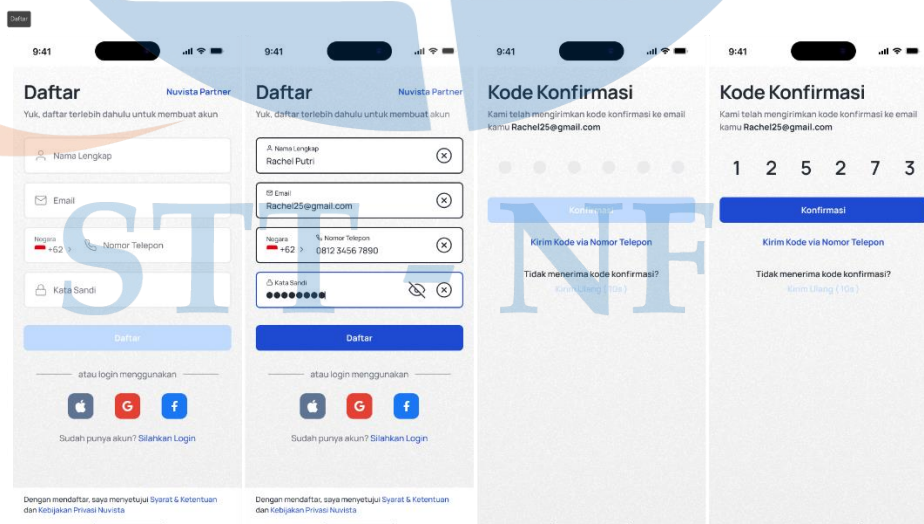 Daftar
9:41
Daftar
Nuvista Partner
Yuk, daftar terlebih dahulu untuk membuat akun
Nama Lengkap
Email
Negara
+62
Nomor Telepon
Kata Sandi
Daftar
atau login menggunakan
Sudah punya akun? Silahkan Login
Dengan mendaftar, saya menyetujui Syarat & Ketentuan
dan Kebijakan Privasi Nuvista
9:41
Daftar
Nuvista Partner
Yuk, daftar terlebih dahulu untuk membuat akun
Nama Lengkap
Rachel Putri
Email
Rachel25@gmail.com
Negara
+62
Nomor Telepon
0812 3456 7890
Kata Sandi
Daftar
atau login menggunakan
Sudah punya akun? Silahkan Login
Dengan mendaftar, saya menyetujui Syarat & Ketentuan
dan Kebijakan Privasi Nuvista
9:41
Kode Konfirmasi
Kami telah mengirimkan kode konfirmasi ke email
kamu Rachel25@gmail.com
Konfirmasi
Kirim Kode via Nomor Telepon
Tidak menerima kode konfirmasi?
Kirim Ulang ( 10s )
9:41
Kode Konfirmasi
Kami telah mengirimkan kode konfirmasi ke email
kamu Rachel25@gmail.com
1 2 5 2 7 3
Konfirmasi
Kirim Kode via Nomor Telepon
Tidak menerima kode konfirmasi?
Kirim Ulang ( 10s )
STT - NF